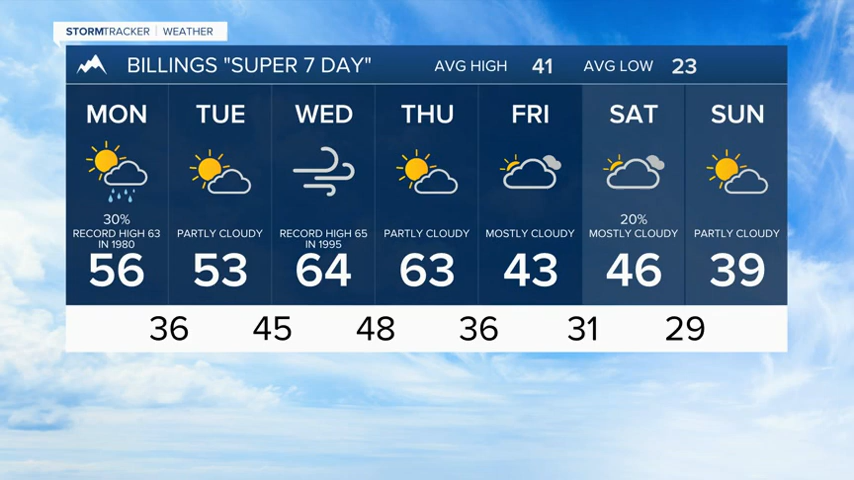 STORMTRACKER | WEATHER
BILLINGS "SUPER 7 DAY" AVG HIGH 41 AVG LOW 23
MON TUE WED THU FRI SAT SUN
30% 20%
RECORD HIGH 63 PARTLY CLOUDY RECORD HIGH 65 PARTLY CLOUDY MOSTLY CLOUDY MOSTLY CLOUDY PARTLY CLOUDY
IN 1980 IN 1995
56 53 64 63 43 46 39
36 45 48 36 31 29